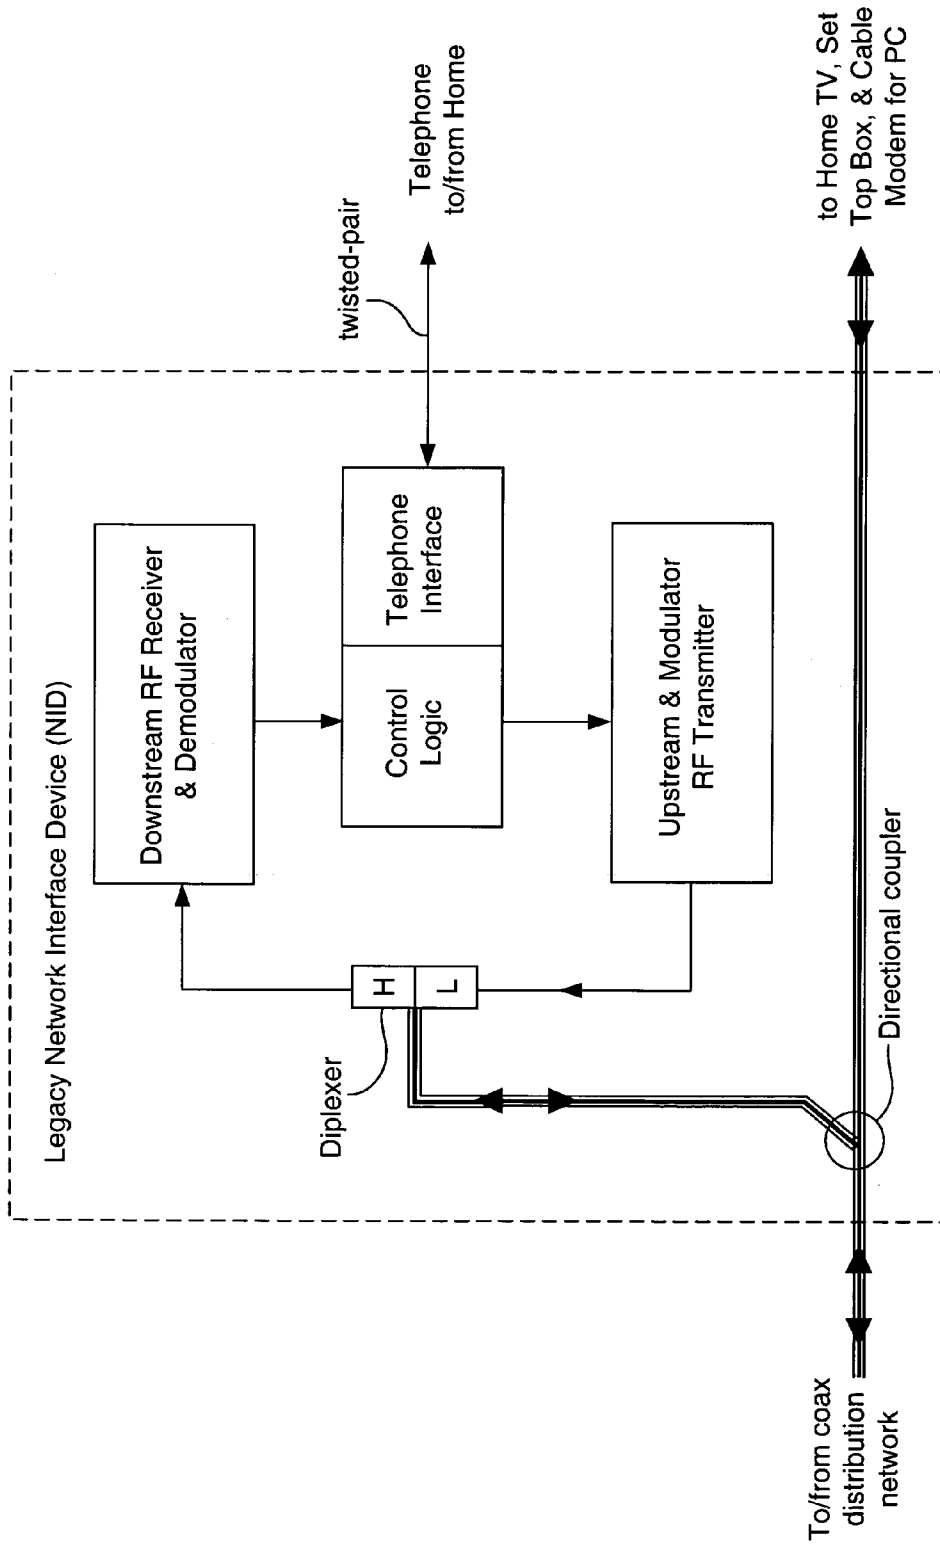 Legacy Network Interface Device (NID)
Downstream RF Receiver
& Demodulator
Diplexer
H
L
Control
Logic
Telephone
Interface
twisted-pair
Telephone
to/from Home
Upstream & Modulator
RF Transmitter
To/from coax
distribution
network
Directional coupler
to Home TV, Set
Top Box, & Cable
Modem for PC